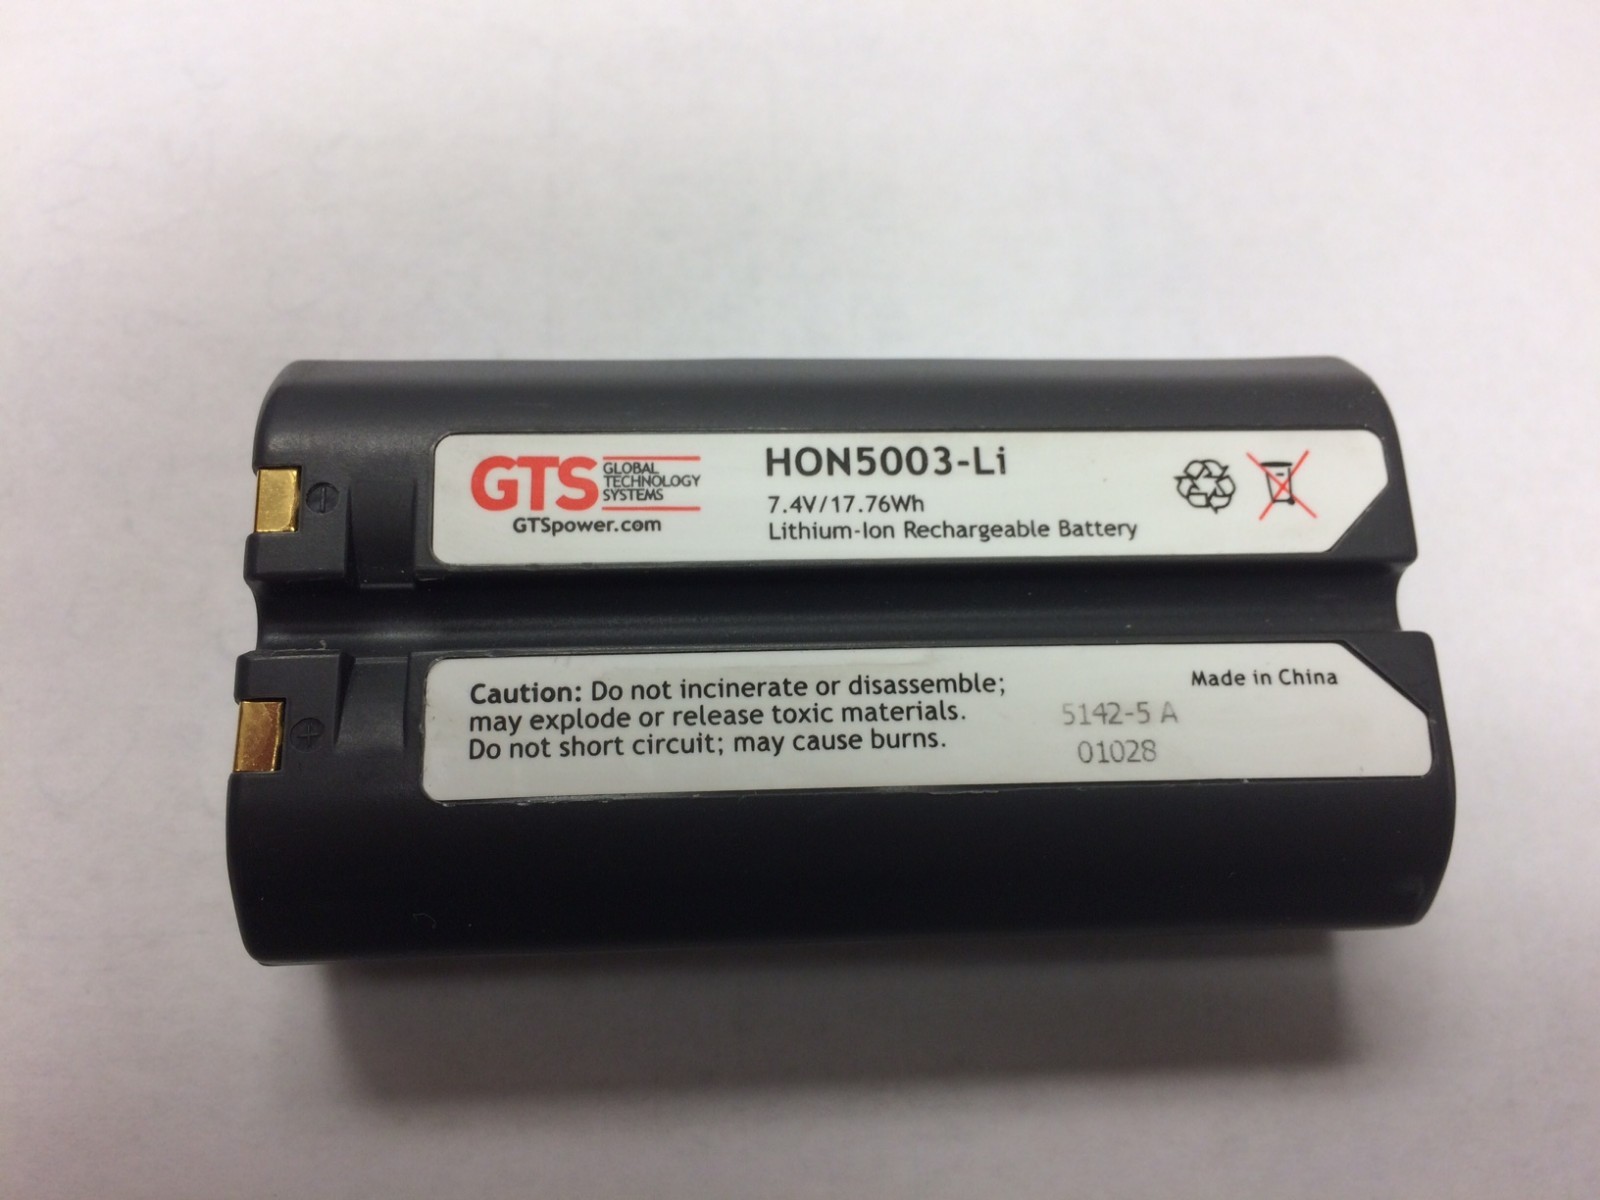 GTS GLOBAL
TECHNOLOGY
SYSTEMS
GTSpower.com
HON5003-Li
7.4V/17.76Wh
Lithium-Ion Rechargeable Battery
Caution: Do not incinerate or disassemble;
may explode or release toxic materials.
Do not short circuit; may cause burns.
Made in China
5142-5 A
01028